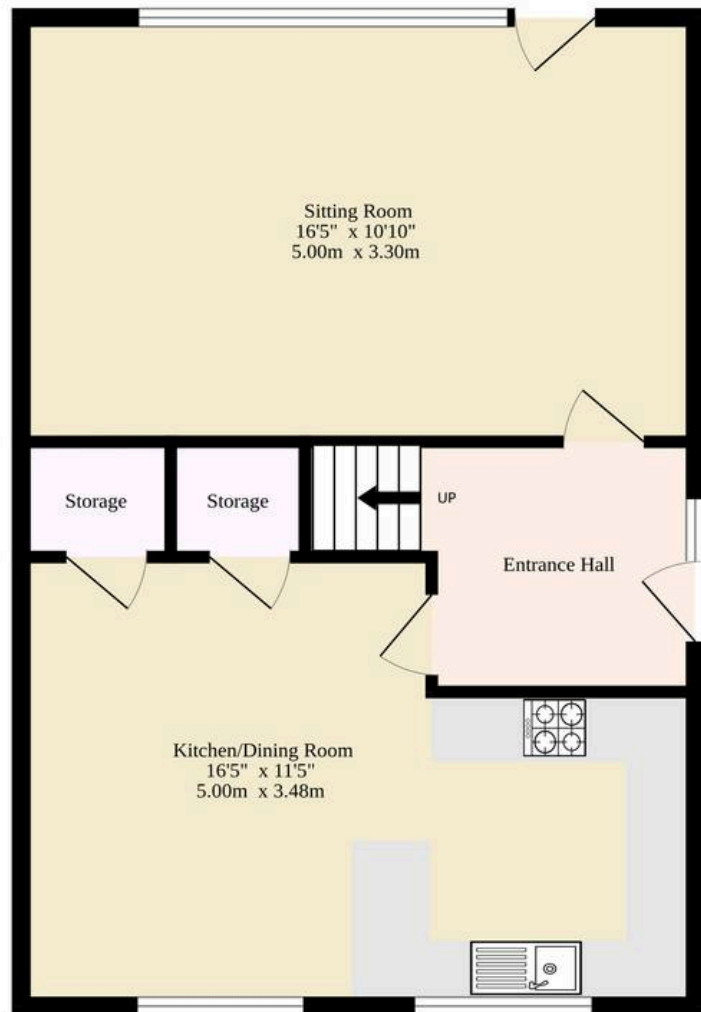 Sitting Room
16'5" x 10'10"
5.00m x 3.30m
Storage
Storage
UP
Entrance Hall
Kitchen/Dining Room
16'5" x 11'5"
5.00m x 3.48m